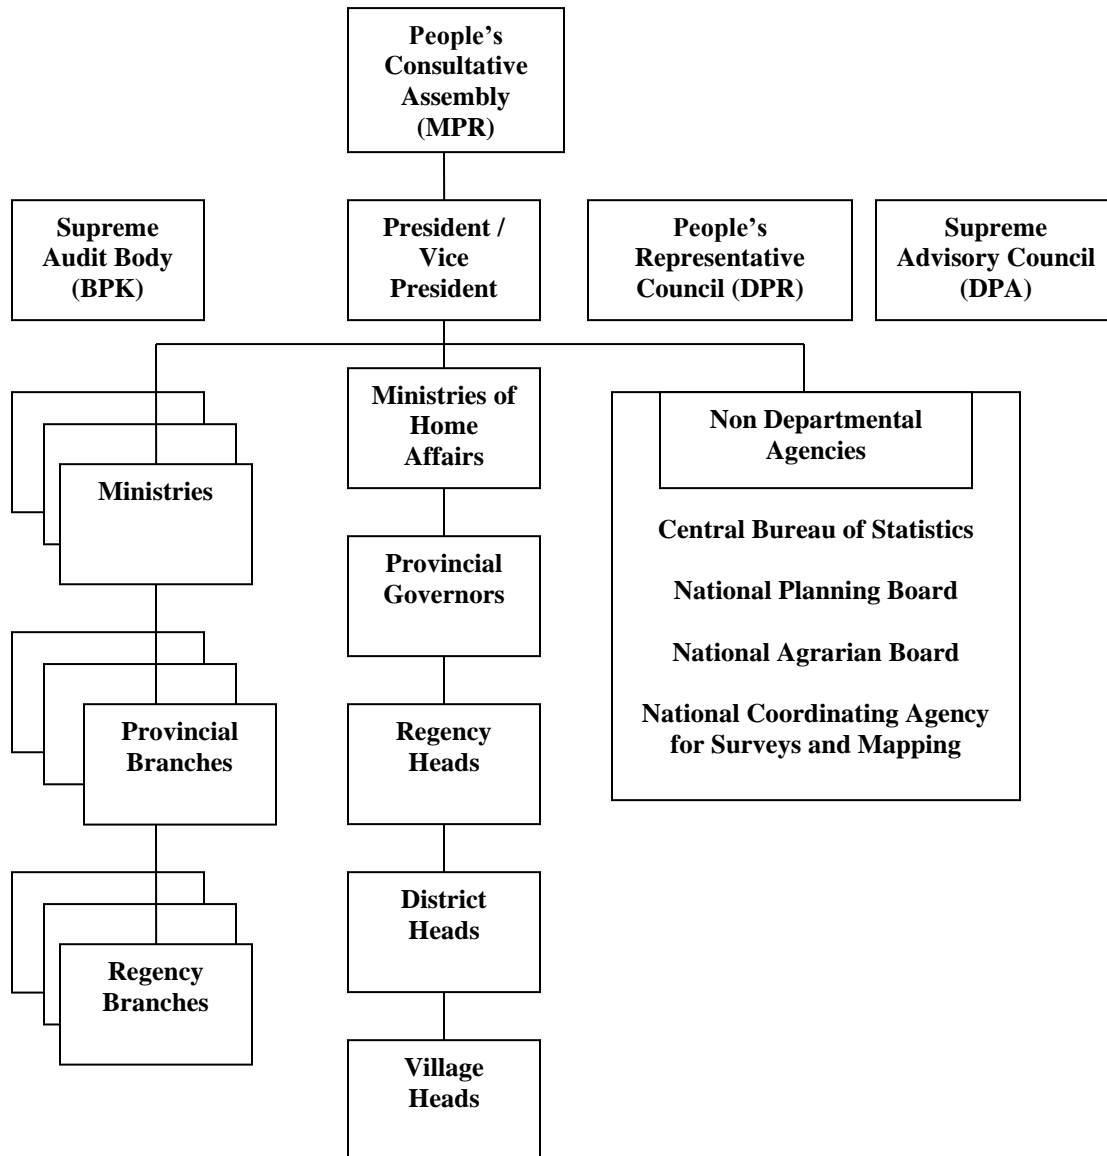 People’s
Consultative
Assembly
(MPR)
Supreme
Audit Body
(BPK)
President /
Vice
President
People’s
Representative
Council (DPR)
Supreme
Advisory Council
(DPA)
Ministries
Ministries of
Home
Affairs
Non Departmental
Agencies
Central Bureau of Statistics
National Planning Board
National Agrarian Board
National Coordinating Agency
for Surveys and Mapping
Provincial
Governors
Provincial
Branches
Regency
Heads
Regency
Branches
District
Heads
Village
Heads